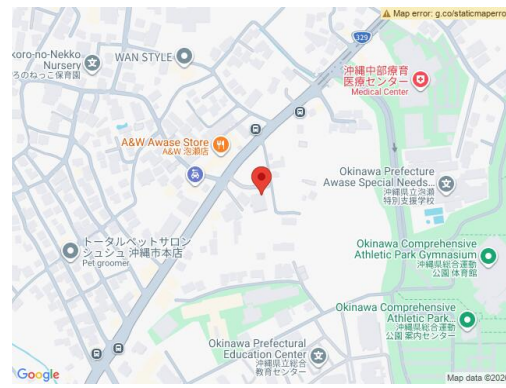 Map error: g.co/staticmaperro
koro-no-Nekko
Nursery
ろのねっこ保育園
WAN STYLE
329
沖縄中部療育
医療センター
Medical Center
A&W Awase Store
A&W 泡瀬店
Okinawa Prefecture
Awase Special Needs...
沖縄県立泡瀬
特別支援学校
トータルペットサロン
シュシュ 沖縄市本店
Pet groomer
Okinawa Comprehensive
Athletic Park Gymnasium
沖縄県総合運動
公園 体育館
Okinawa Comprehensive
Athletic Park...
沖縄県総合運動
公園 案内センター
Okinawa Prefectural
Education Center
沖縄県立総合
教育センター
Google
Map data ©2026